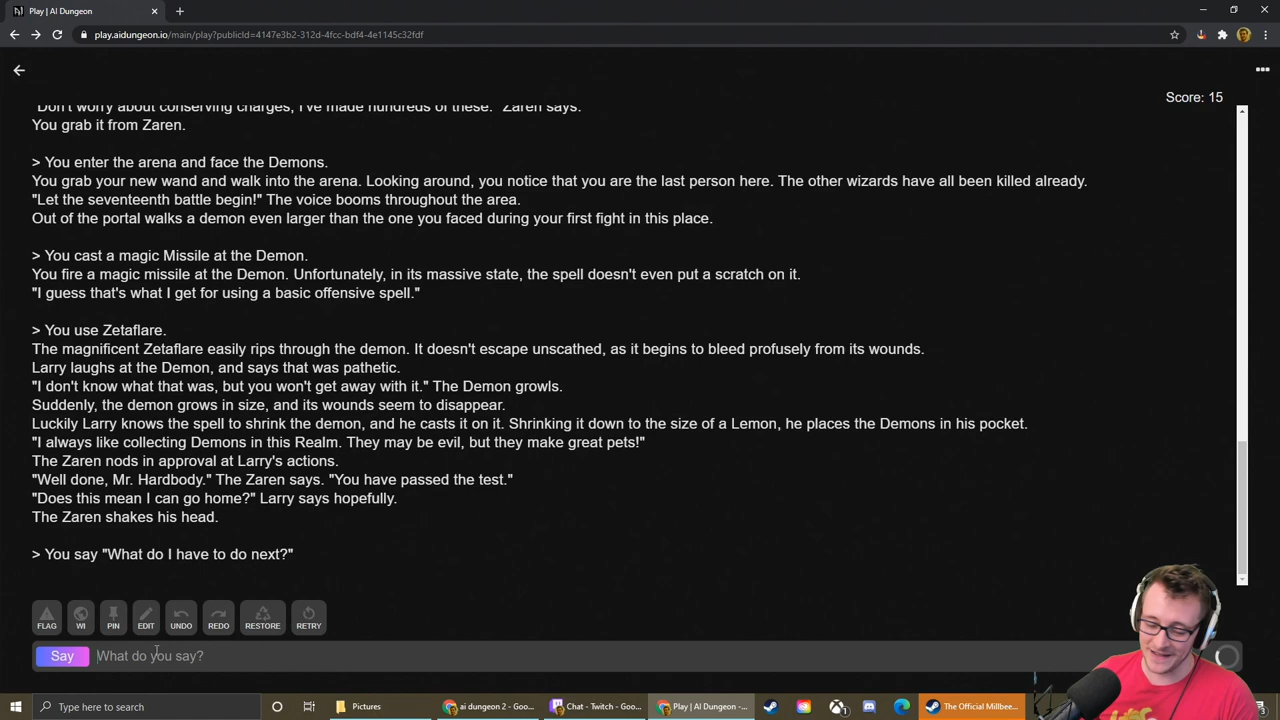 Play | AI Dungeon
play.aidungeon.io/main/play?publicId=4147e3b2-312d-4fcc-bdf4-4e1145c32fdf
Score: 15
"Don't worry about conserving charges, I've made hundreds of these." Zaren says.
You grab it from Zaren.
> You enter the arena and face the Demons.
You grab your new wand and walk into the arena. Looking around, you notice that you are the last person here. The other wizards have all been killed already.
"Let the seventeenth battle begin!" The voice booms throughout the area.
Out of the portal walks a demon even larger than the one you faced during your first fight in this place.
> You cast a magic Missile at the Demon.
You fire a magic missile at the Demon. Unfortunately, in its massive state, the spell doesn't even put a scratch on it.
"I guess that's what I get for using a basic offensive spell."
> You use Zetaflare.
The magnificent Zetaflare easily rips through the demon. It doesn't escape unscathed, as it begins to bleed profusely from its wounds.
Larry laughs at the Demon, and says that was pathetic.
"I don't know what that was, but you won't get away with it." The Demon growls.
Suddenly, the demon grows in size, and its wounds seem to disappear.
Luckily Larry knows the spell to shrink the demon, and he casts it on it. Shrinking it down to the size of a Lemon, he places the Demons in his pocket.
"I always like collecting Demons in this Realm. They may be evil, but they make great pets!"
The Zaren nods in approval at Larry's actions.
"Well done, Mr. Hardbody." The Zaren says. "You have passed the test."
"Does this mean I can go home?" Larry says hopefully.
The Zaren shakes his head.
> You say "What do I have to do next?"
FLAG WI PIN EDIT UNDO REDO RESTORE RETRY
Say What do you say?
Type here to search Pictures ai dungeon 2 - Goo... Chat - Twitch - Goo... Play | AI Dungeon -... The Official Millbee...